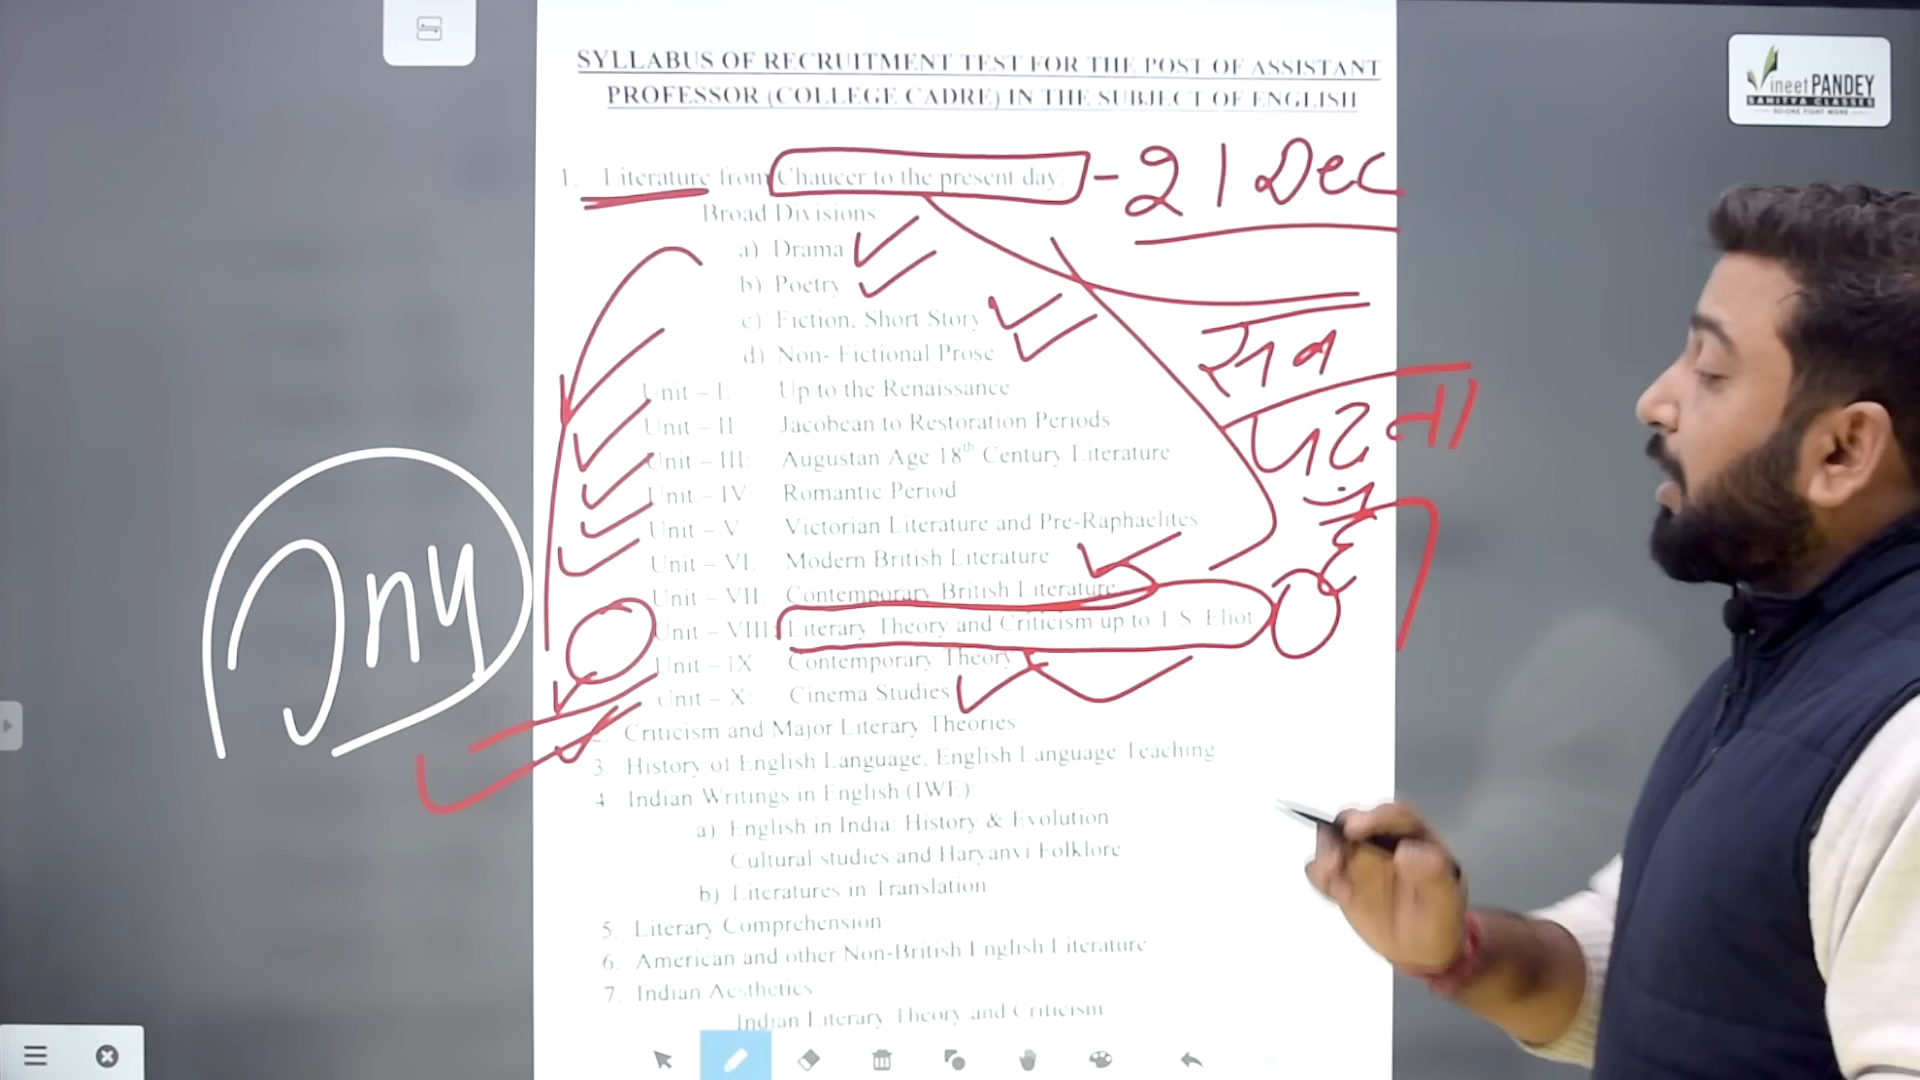 SYLLABUS OF RECRUITMENT TEST FOR THE POST OF ASSISTANT
PROFESSOR (COLLEGE CADRE) IN THE SUBJECT OF ENGLISH
VineetPANDEY
SAHITYA CLASSES
1. Literature from Chaucer to the present day. - 21 Dec
Broad Divisions
a) Drama
b) Poetry
c) Fiction, Short Story
d) Non- Fictional Prose
Unit – I: Up to the Renaissance
Unit – II: Jacobean to Restoration Periods
Unit – III: Augustan Age 18th Century Literature
Unit – IV: Romantic Period
Unit – V: Victorian Literature and Pre-Raphaelites
Unit – VI: Modern British Literature
Unit – VII: Contemporary British Literature
Unit – VIII: Literary Theory and Criticism up to T.S. Eliot
Unit – IX Contemporary Theory
Unit – X: Cinema Studies
2 Criticism and Major Literary Theories
3. History of English Language, English Language Teaching
4 Indian Writings in English (IWE)
a) English in India: History & Evolution
Cultural studies and Haryanvi Folklore
b) Literatures in Translation
5. Literary Comprehension
6. American and other Non-British English Literature
7. Indian Aesthetics
Indian Literary Theory and Criticism